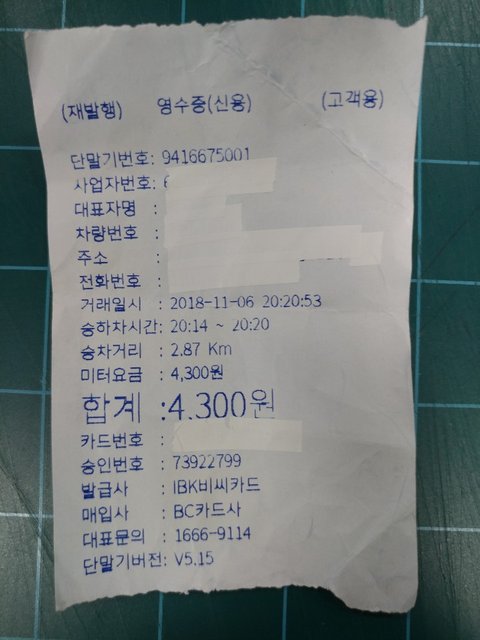 (재발행) 영수증(신용) (고객용)
단말기번호: 9416675001
사업자번호:
대표자명 :
차량번호 :
주소 :
전화번호 :
거래일시 : 2018-11-06 20:20:53
승하차시간: 20:14 ~ 20:20
승차거리 : 2.87 Km
미터요금 : 4,300원
합계 :4.300원
카드번호 :
승인번호 : 73922799
발급사 : IBK비씨카드
매입사 : BC카드사
대표문의 : 1666-9114
단말기버전: V5.15